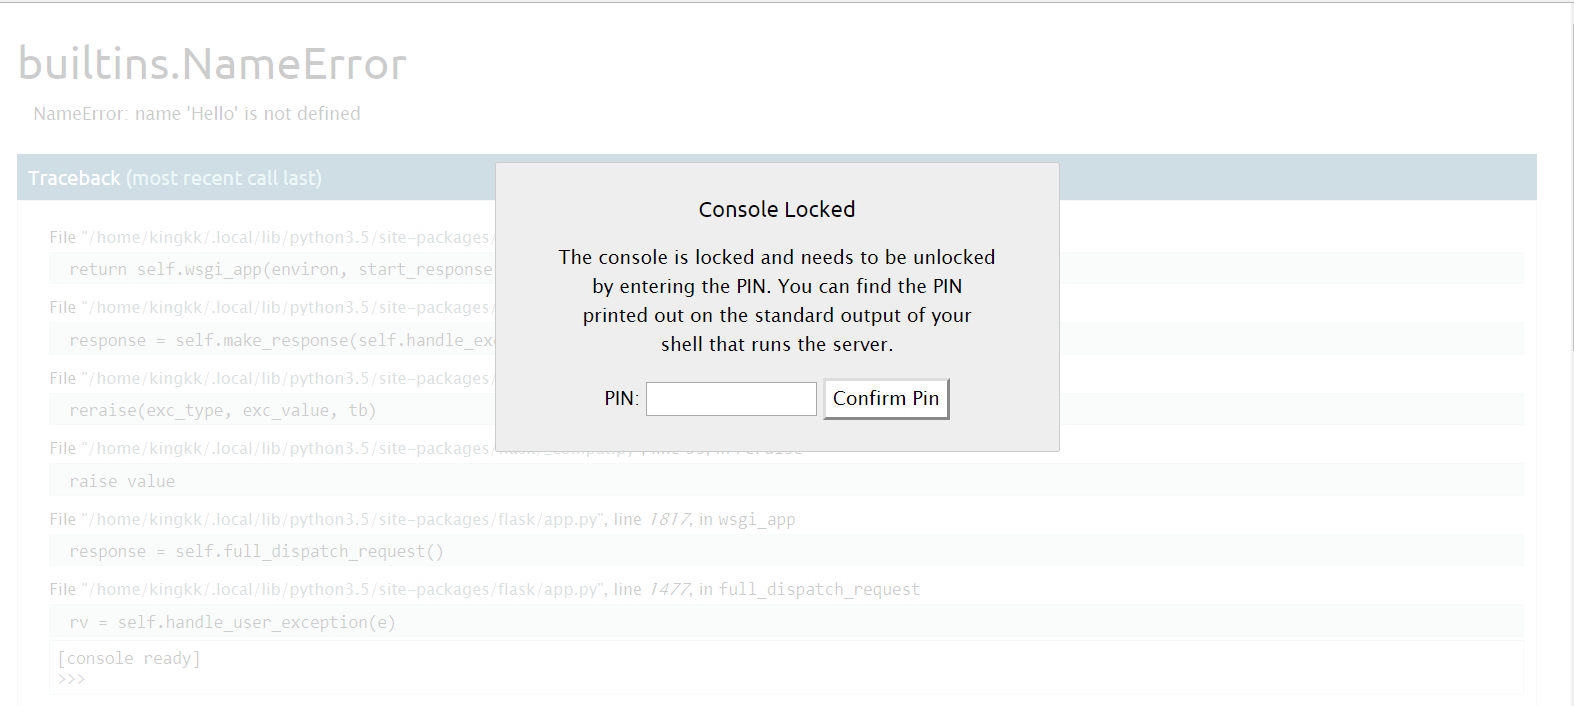 builtins.NameError
NameError: name 'Hello' is not defined
Traceback (most recent call last)
File "/home/kingkk/.local/lib/python3.5/site-packages/
return self.wsgi_app(environ, start_response
File "/home/kingkk/.local/lib/python3.5/site-packages/
response = self.make_response(self.handle_exc
File "/home/kingkk/.local/lib/python3.5/site-packages/
reraise(exc_type, exc_value, tb)
File "/home/kingkk/.local/lib/python3.5/site-packages/
raise value
File "/home/kingkk/.local/lib/python3.5/site-packages/flask/app.py", line 1817, in wsgi_app
response = self.full_dispatch_request()
File "/home/kingkk/.local/lib/python3.5/site-packages/flask/app.py", line 1477, in full_dispatch_request
rv = self.handle_user_exception(e)
[console ready]
>>>
Console Locked
The console is locked and needs to be unlocked
by entering the PIN. You can find the PIN
printed out on the standard output of your
shell that runs the server.
PIN: Confirm Pin